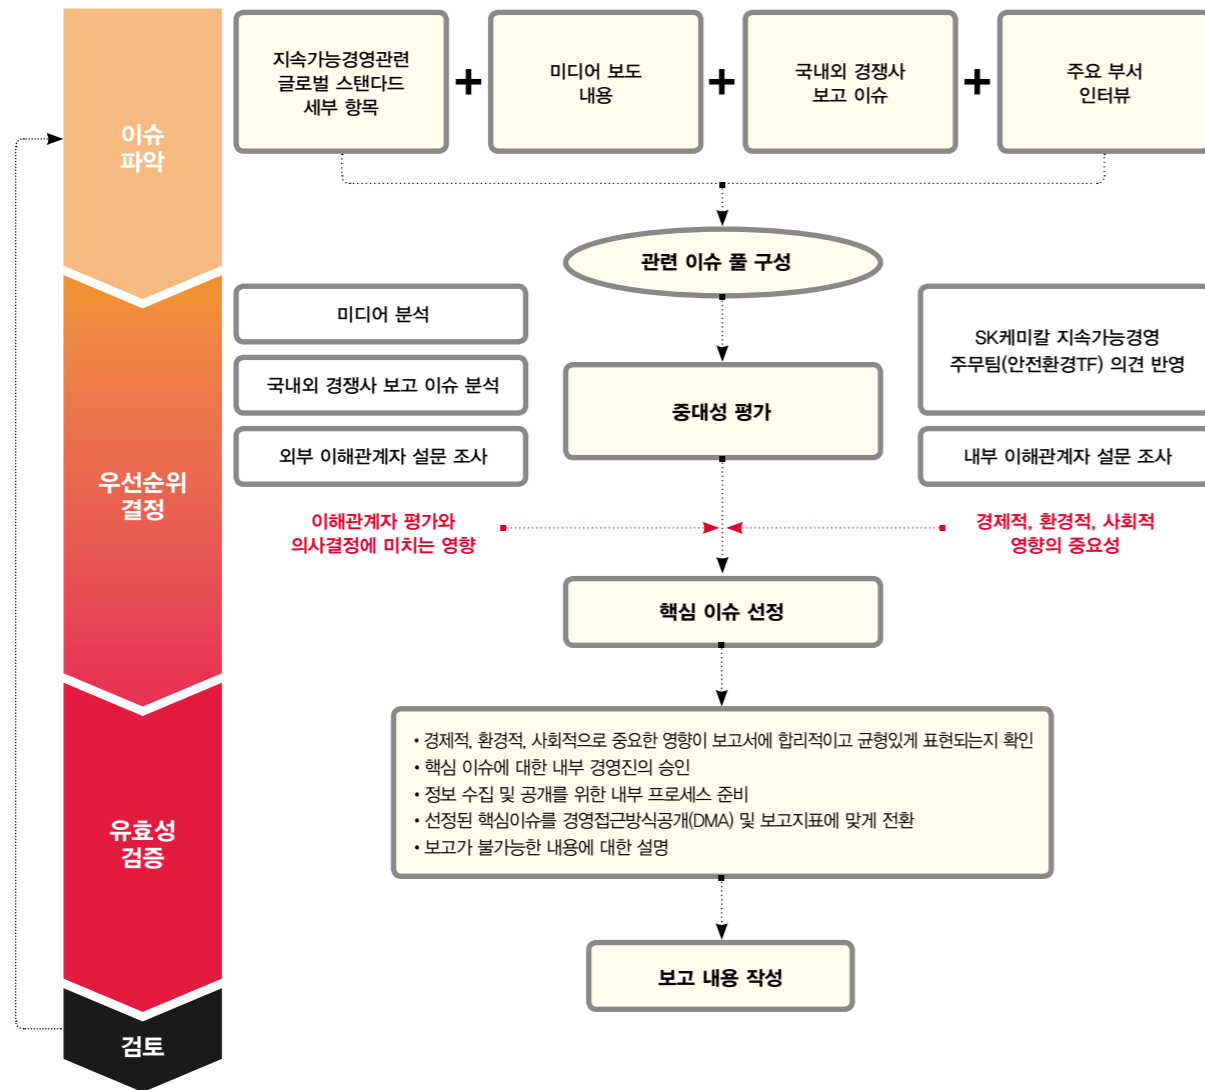 이슈
파악
지속가능경영관련
글로벌 스탠다드
세부 항목
+
미디어 보도
내용
+
국내외 경쟁사
보고 이슈
+
주요 부서
인터뷰
관련 이슈 풀 구성
우선순위
결정
미디어 분석
국내외 경쟁사 보고 이슈 분석
외부 이해관계자 설문 조사
중대성 평가
SK케미칼 지속가능경영
주무팀(안전환경TF) 의견 반영
내부 이해관계자 설문 조사
이해관계자 평가와
의사결정에 미치는 영향
경제적, 환경적, 사회적
영향의 중요성
핵심 이슈 선정
유효성
검증
• 경제적, 환경적, 사회적으로 중요한 영향이 보고서에 합리적이고 균형있게 표현되는지 확인
• 핵심 이슈에 대한 내부 경영진의 승인
• 정보 수집 및 공개를 위한 내부 프로세스 준비
• 선정된 핵심이슈를 경영접근방식공개(DMA) 및 보고지표에 맞게 전환
• 보고가 불가능한 내용에 대한 설명
보고 내용 작성
검토